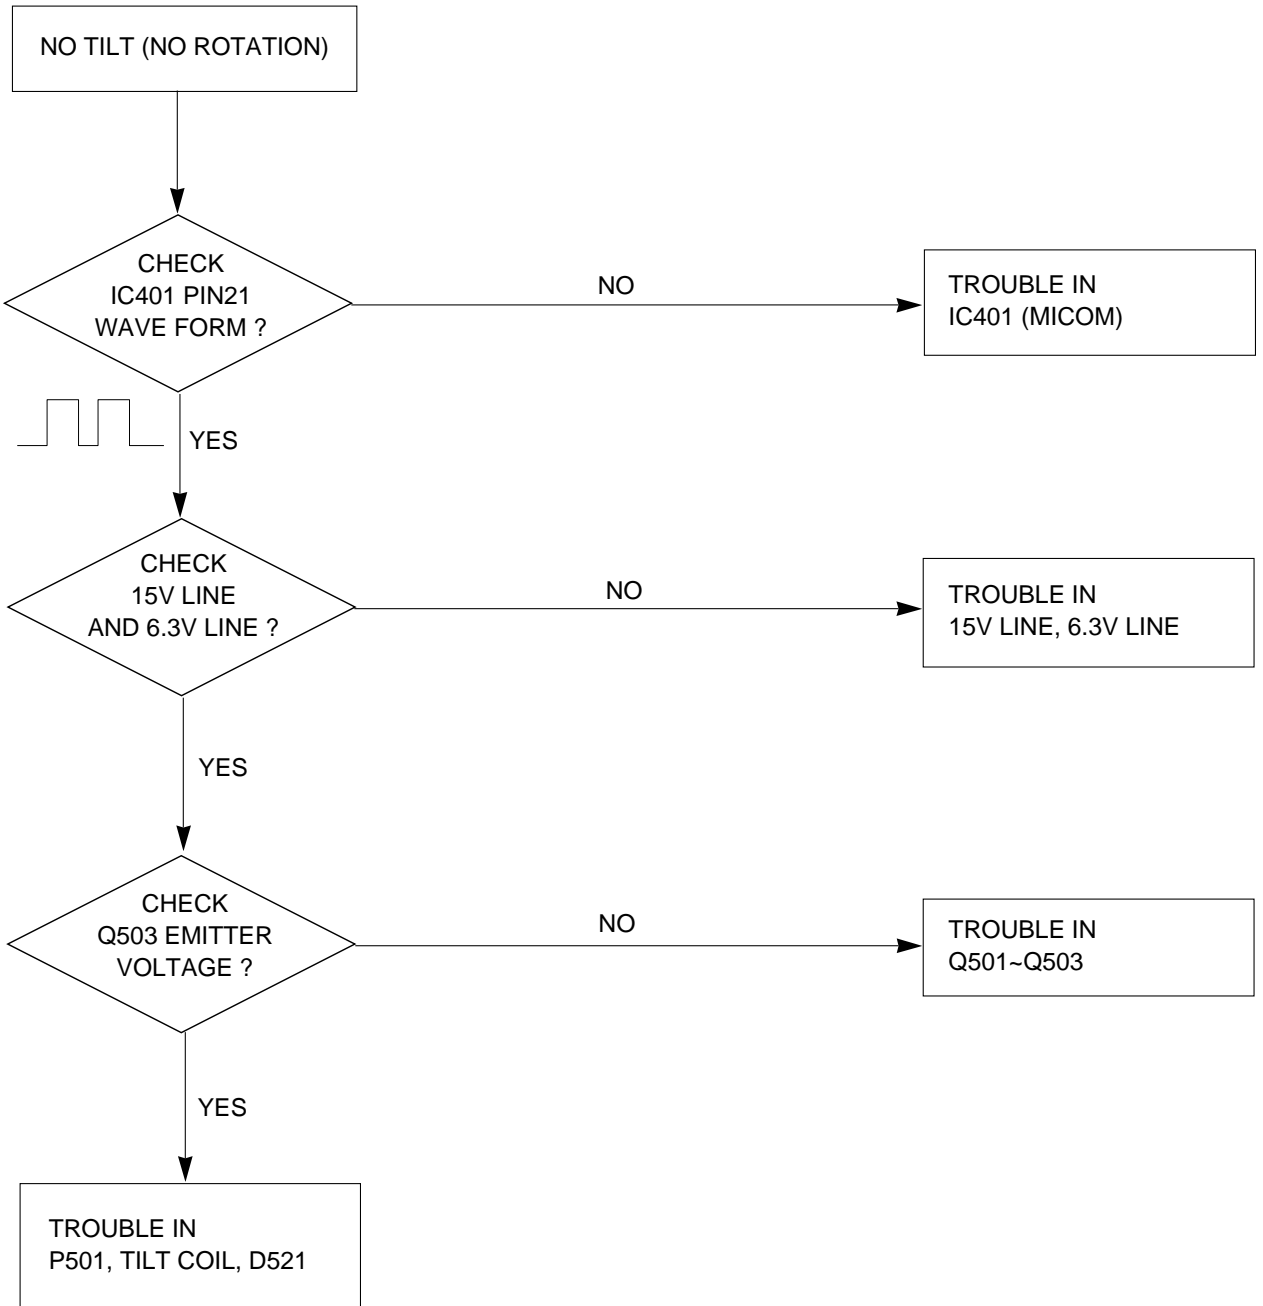 NO TILT (NO ROTATION)
CHECK
IC401 PIN21
WAVE FORM ?
NO
TROUBLE IN
IC401 (MICOM)
YES
CHECK
15V LINE
AND 6.3V LINE ?
NO
TROUBLE IN
15V LINE, 6.3V LINE
YES
CHECK
Q503 EMITTER
VOLTAGE ?
NO
TROUBLE IN
Q501~Q503
YES
TROUBLE IN
P501, TILT COIL, D521